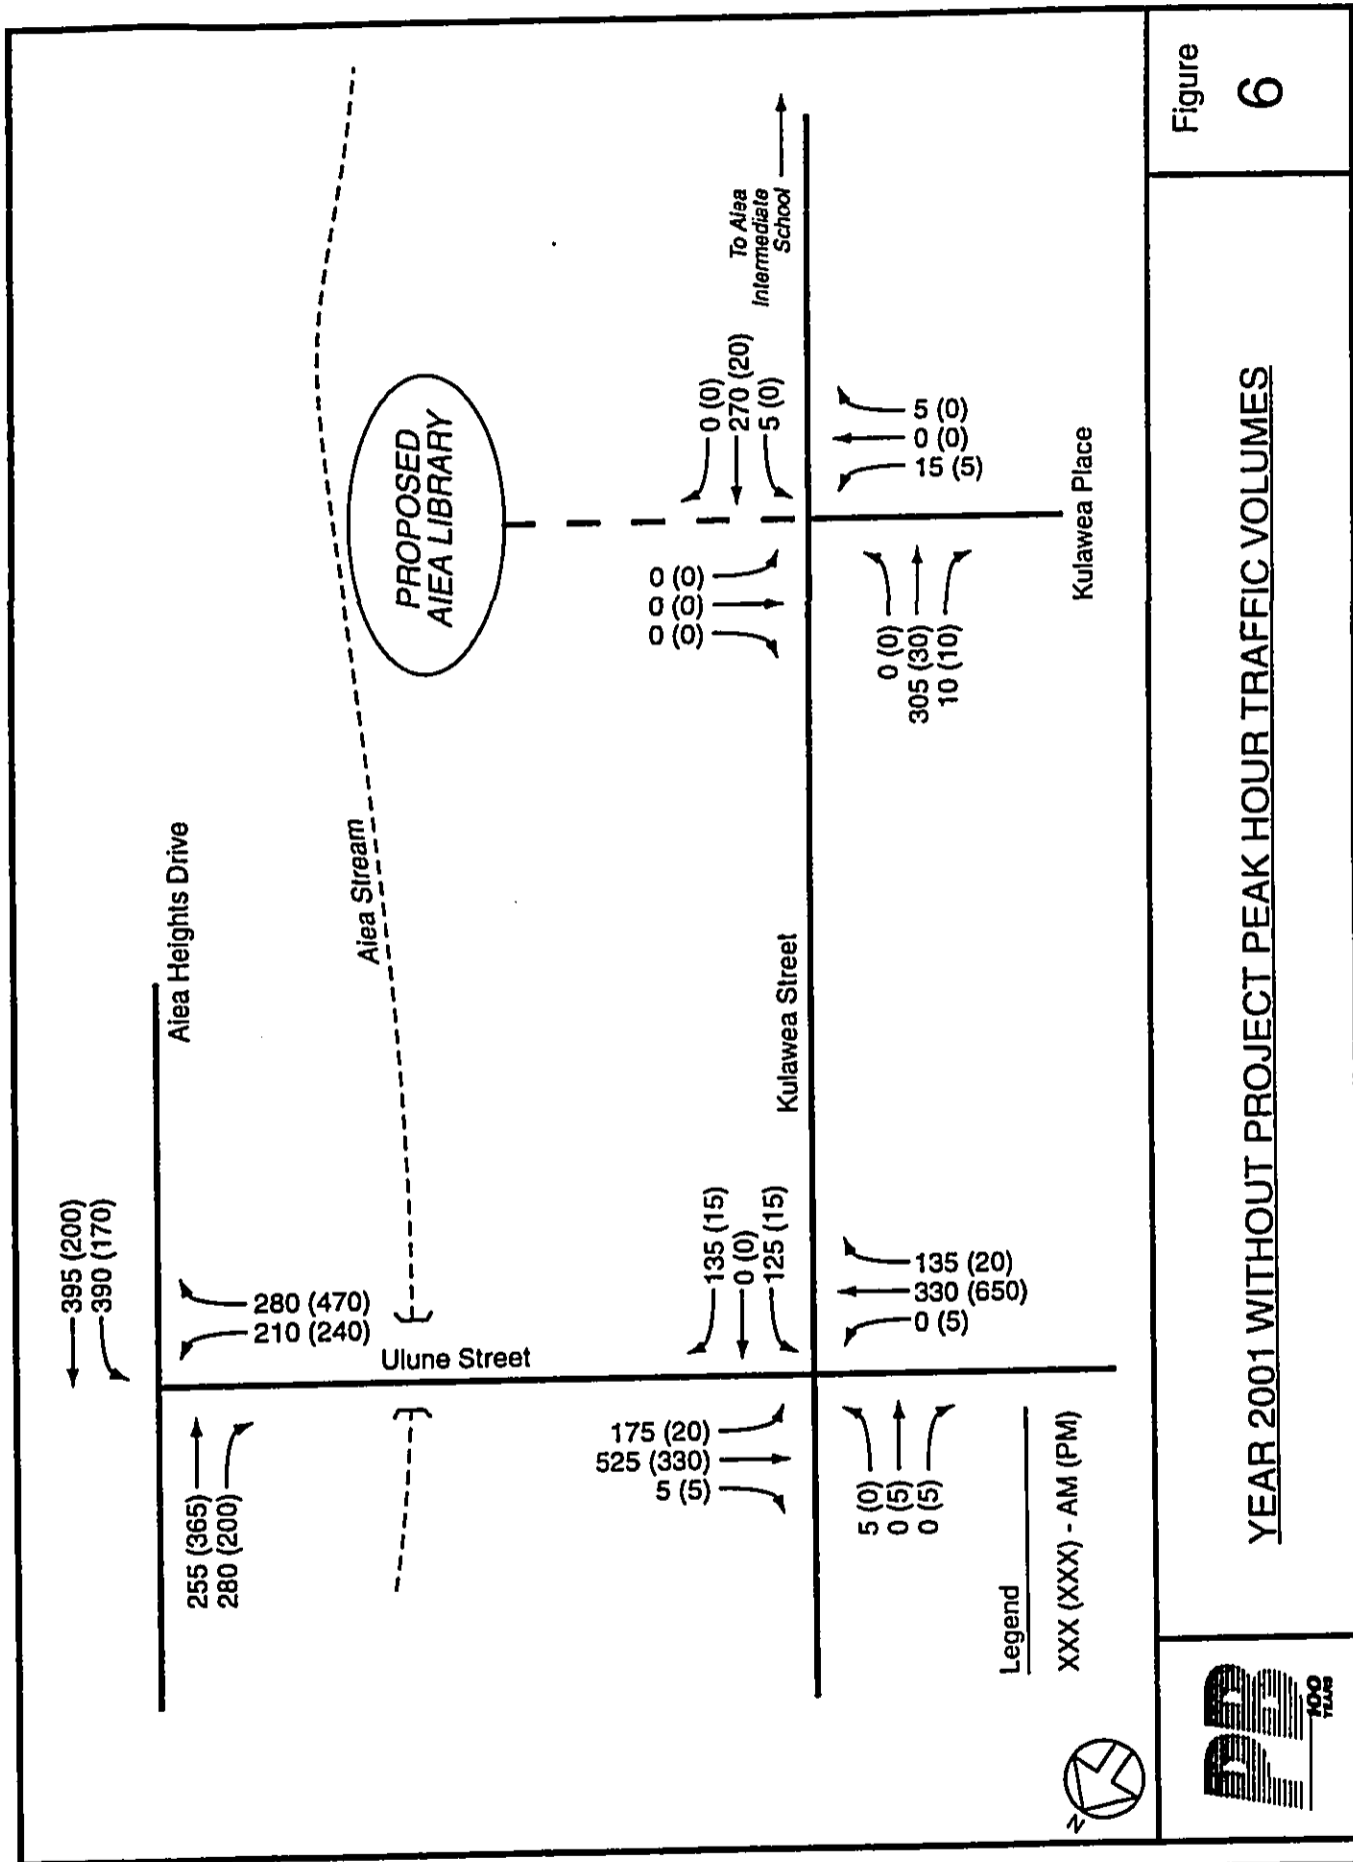 395 (200)
390 (170)
255 (365)
280 (200)
280 (470)
210 (240)
Aiea Heights Drive
Aiea Stream
Ulune Street
PROPOSED
AIEA LIBRARY
175 (20)
525 (330)
5 (5)
135 (15)
0 (0)
125 (15)
Kulawea Street
0 (0)
0 (0)
0 (0)
0 (0)
270 (20)
5 (0)
To Aiea
Intermediate
School
5 (0)
0 (5)
0 (5)
135 (20)
330 (650)
0 (5)
0 (0)
305 (30)
10 (10)
5 (0)
0 (0)
15 (5)
Kulawea Place
Legend
XXX (XXX) - AM (PM)
N
PB
100
YEARS
YEAR 2001 WITHOUT PROJECT PEAK HOUR TRAFFIC VOLUMES
Figure
6